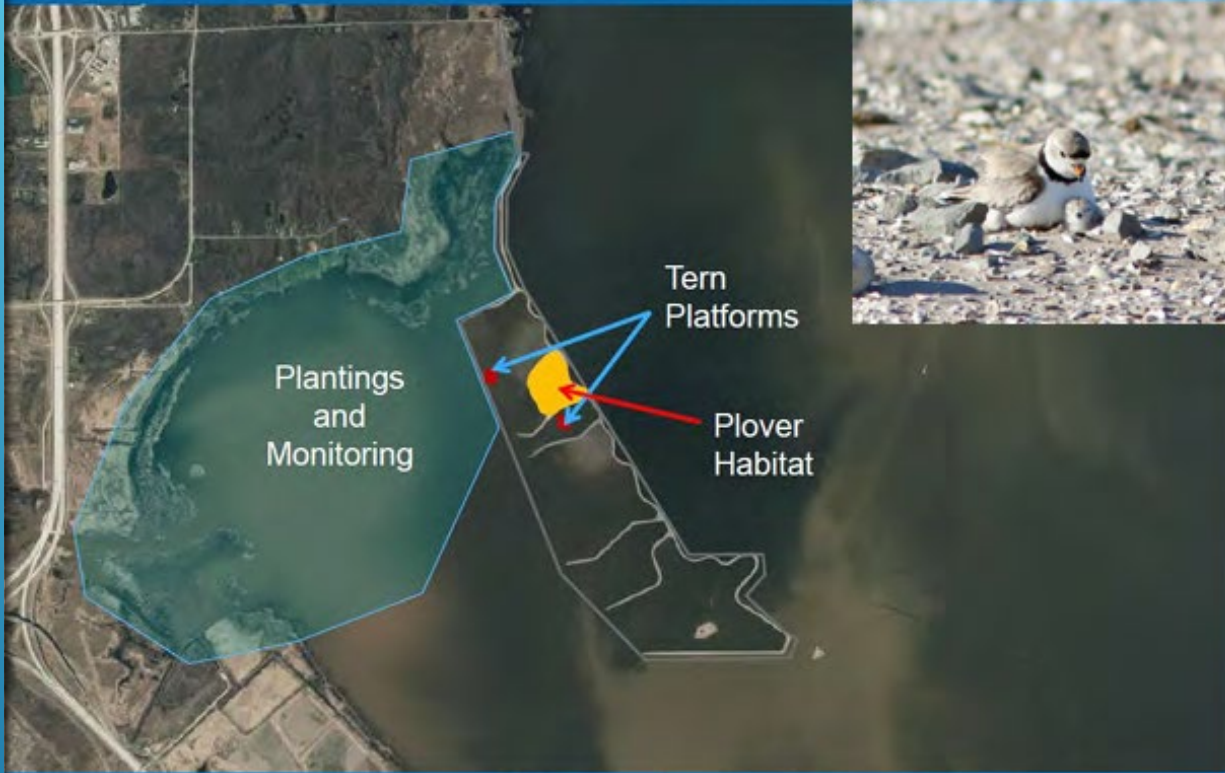 Tern
Platforms
Plantings
and
Monitoring
Plover
Habitat